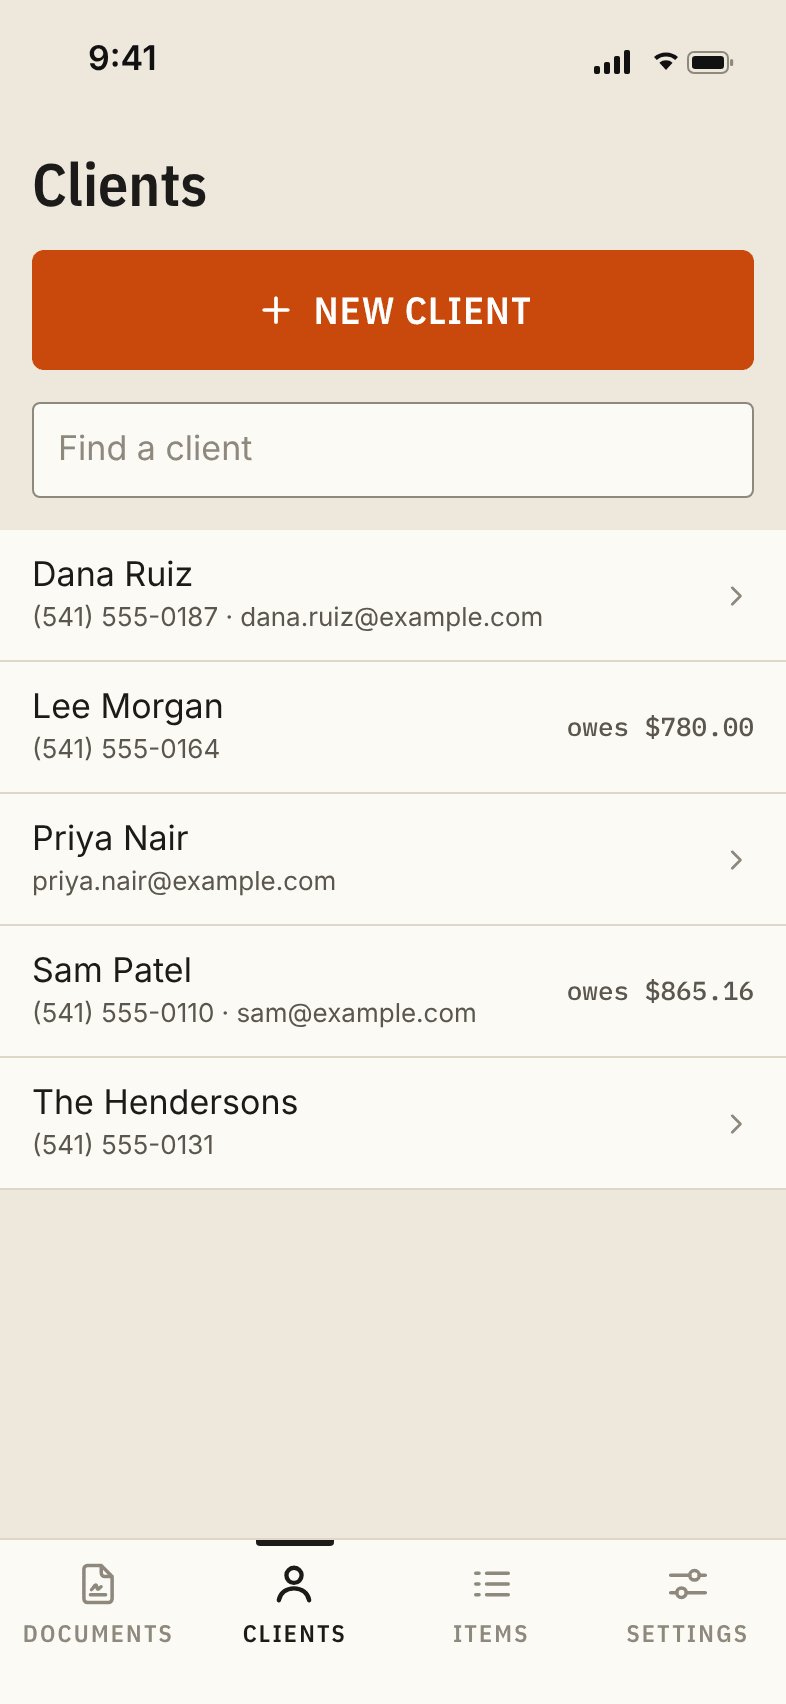 9:41
Clients
+ NEW CLIENT
Find a client
Dana Ruiz
(541) 555-0187 · dana.ruiz@example.com
Lee Morgan
(541) 555-0164
owes $780.00
Priya Nair
priya.nair@example.com
Sam Patel
(541) 555-0110 · sam@example.com
owes $865.16
The Hendersons
(541) 555-0131
DOCUMENTS
CLIENTS
ITEMS
SETTINGS